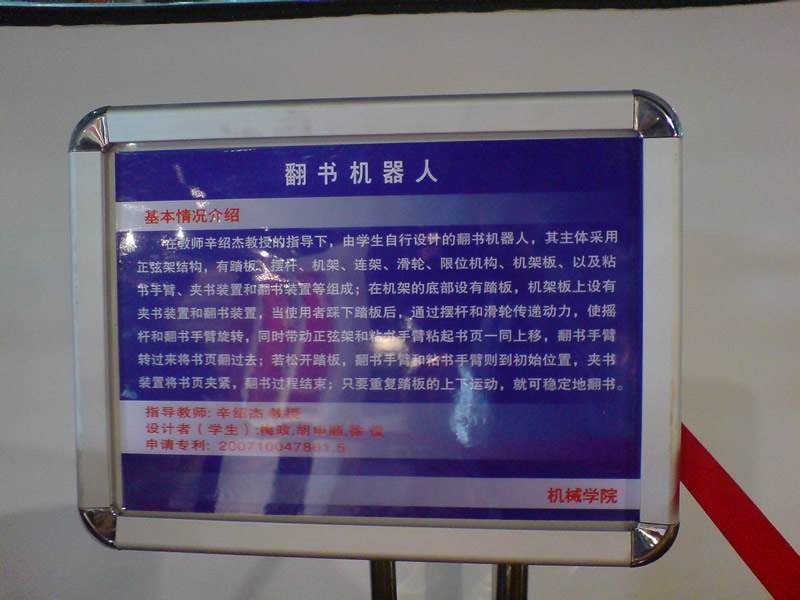 翻书机器人
基本情况介绍
在教师辛绍杰教授的指导下，由学生自行设计的翻书机器人，其主体采用
正弦架结构，有踏板、摆杆、机架、连架、滑轮、限位机构、机架板、以及粘
书手臂、夹书装置和翻书装置等组成；在机架的底部设有踏板，机架板上设有
夹书装置和翻书装置，当使用者踩下踏板后，通过摆杆和滑轮传递动力，使摇
杆和翻书手臂旋转，同时带动正弦架和粘书手臂粘起书页一同上移，翻书手臂
转过来将书页翻过去；若松开踏板，翻书手臂和粘书手臂则到初始位置，夹书
装置将书页夹紧，翻书过程结束；只要重复踏板的上下运动，就可稳定地翻书。
指导教师：辛绍杰 教授
设计者（学生）：梅政，胡中顺，徐俊
申请专利：200710047861.5
机械学院